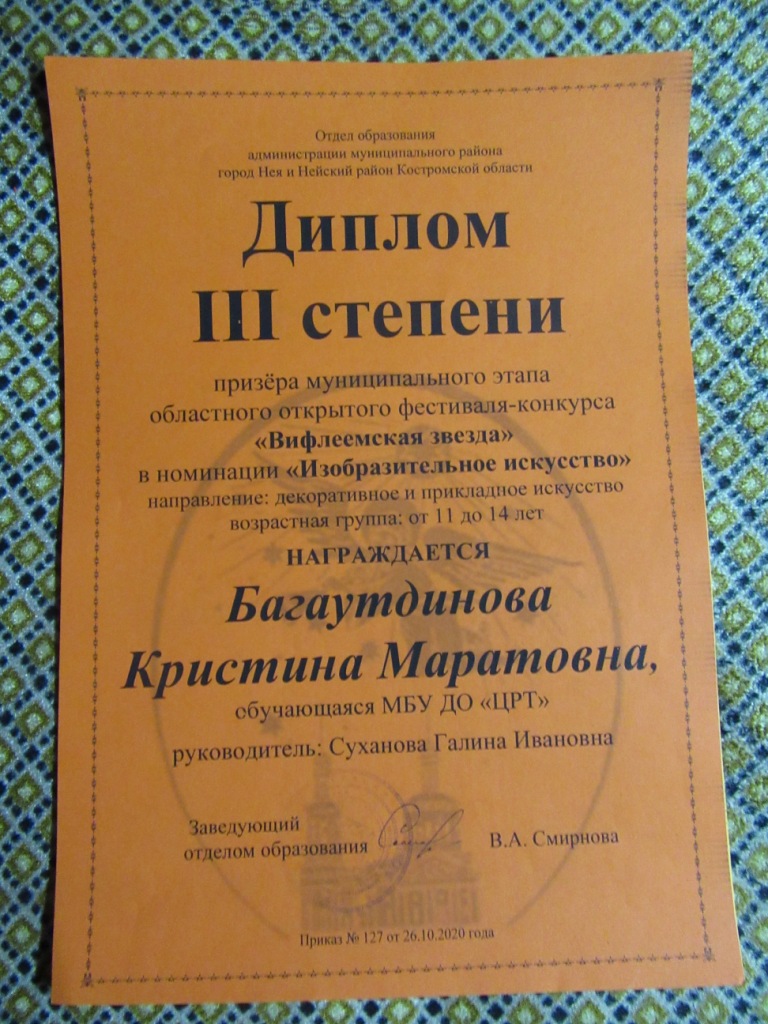 Отдел образования
администрации муниципального района
город Нея и Нейский район Костромской области
Диплом
III степени
призёра муниципального этапа
областного открытого фестиваля-конкурса
«Вифлеемская звезда»
в номинации «Изобразительное искусство»
направление: декоративное и прикладное искусство
возрастная группа: от 11 до 14 лет
НАГРАЖДАЕТСЯ
Багаутдинова
Кристина Маратовна,
обучающаяся МБУ ДО «ЦРТ»
руководитель: Суханова Галина Ивановна
Заведующий
отделом образования
В.А. Смирнова
Приказ № 127 от 26.10.2020 года